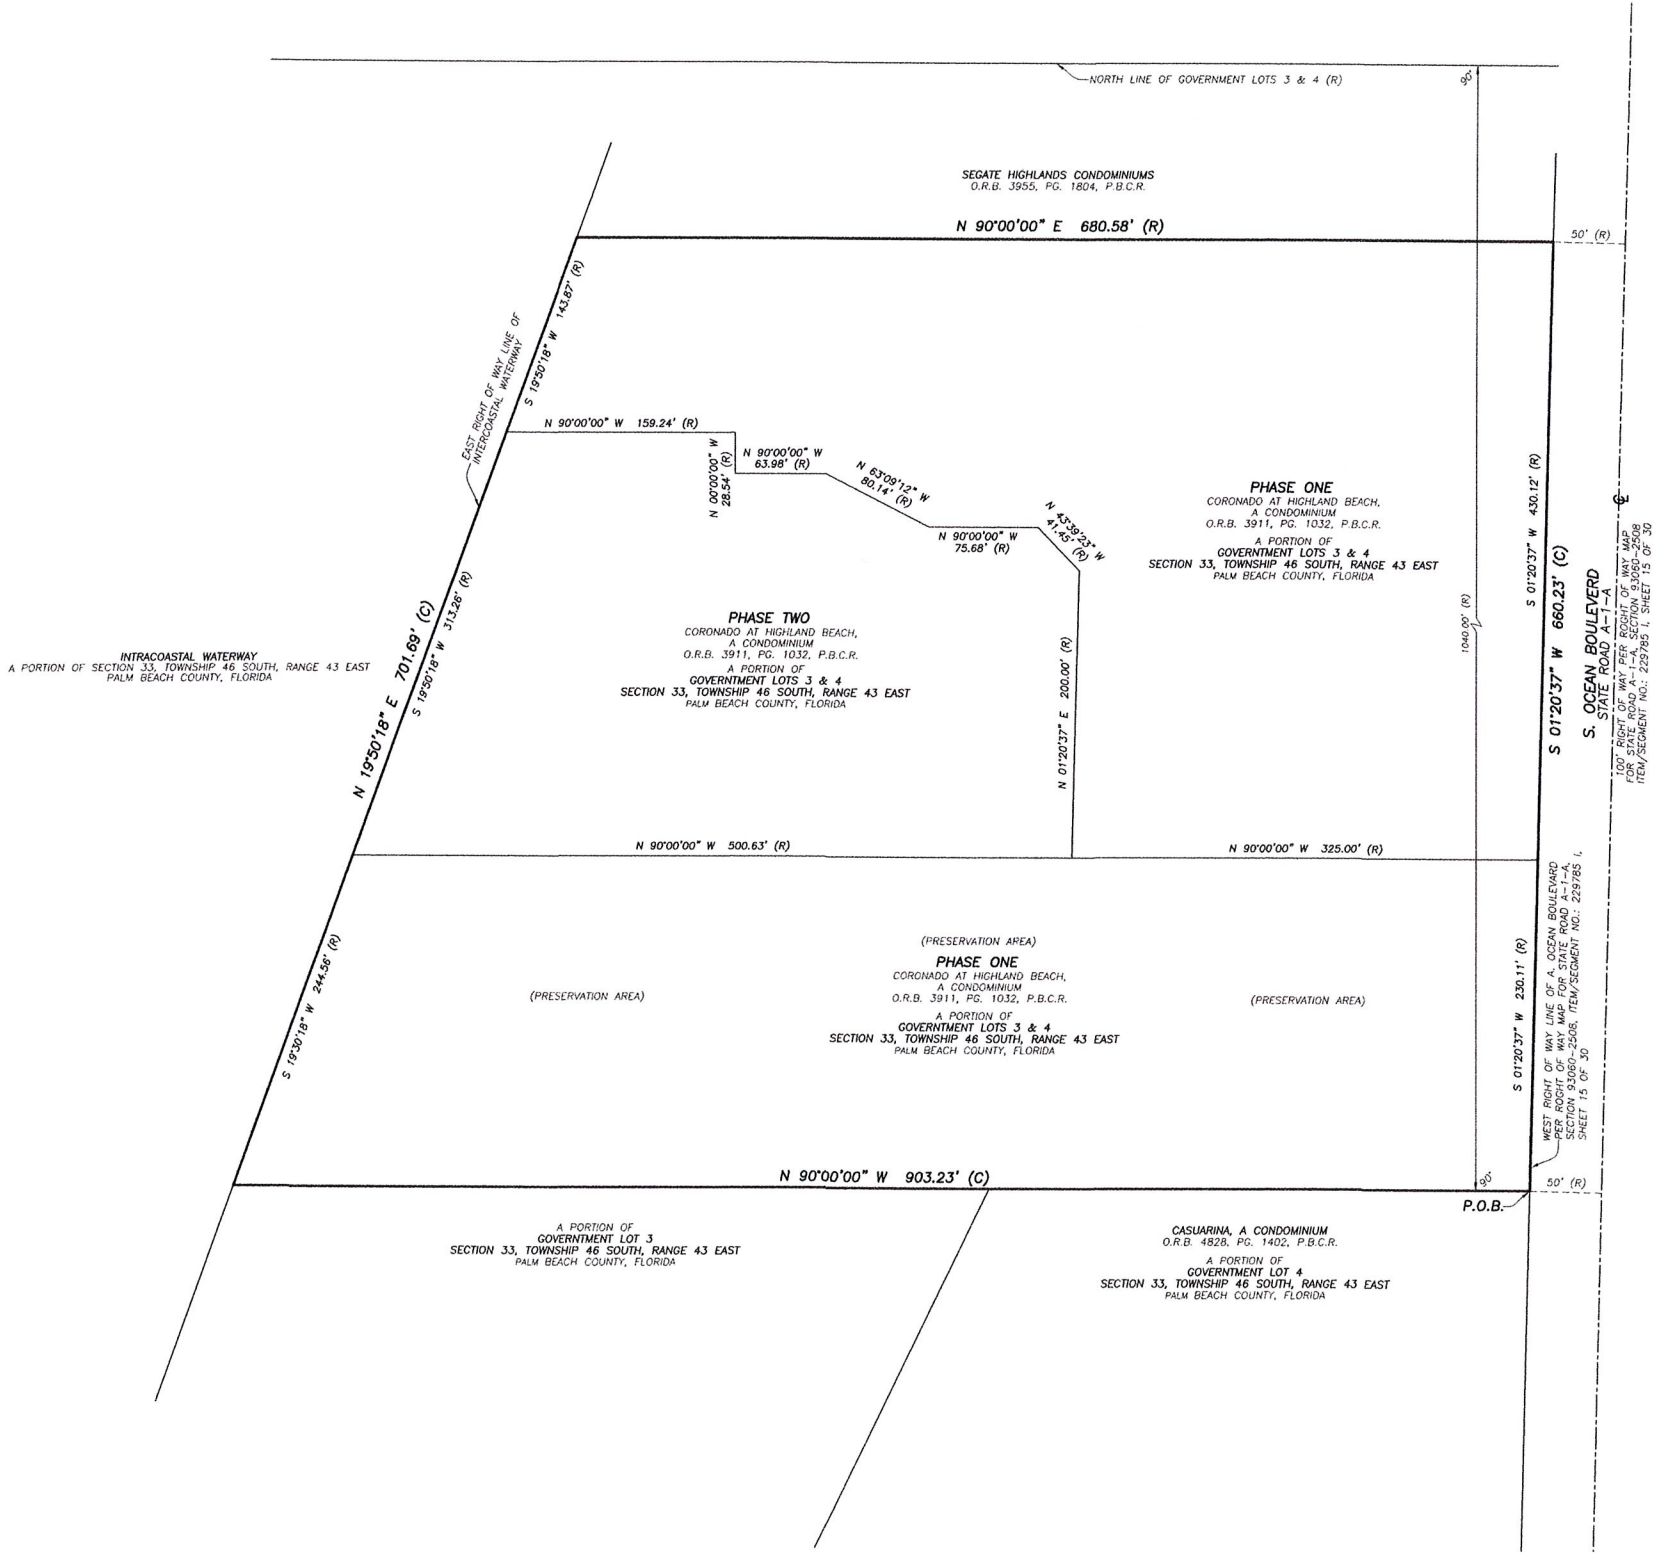 NORTH LINE OF GOVERNMENT LOTS 3 & 4 (R)
90°
SEGATE HIGHLANDS CONDOMINIUMS
O.R.B. 3955, PG. 1804, P.B.C.R.
N 90°00'00" E 680.58' (R)
50' (R)
S 19°50'18" W 143.87' (R)
EAST RIGHT OF WAY LINE OF
INTERCOASTAL WATERWAY
N 90°00'00" W 159.24' (R)
N 00°00'00" W
28.54' (R)
N 90°00'00" W
63.98' (R)
N 63°09'12" W
80.14' (R)
N 90°00'00" W
75.68' (R)
N 43°39'23" W
41.45' (R)
PHASE ONE
CORONADO AT HIGHLAND BEACH,
A CONDOMINIUM
O.R.B. 3911, PG. 1032, P.B.C.R.
A PORTION OF
GOVERNTMENT LOTS 3 & 4
SECTION 33, TOWNSHIP 46 SOUTH, RANGE 43 EAST
PALM BEACH COUNTY, FLORIDA
S 01°20'37" W 430.12' (R)
S 01°20'37" W 660.23' (C)
S. OCEAN BOULEVERD
STATE ROAD A-1-A
100' RIGHT OF WAY PER ROGHT OF WAY MAP
FOR STATE ROAD A-1-A, SECTION 93060-2508
ITEM/SEGMENT NO.: 229785 1, SHEET 15 OF 30
1040.00' (R)
PHASE TWO
CORONADO AT HIGHLAND BEACH,
A CONDOMINIUM
O.R.B. 3911, PG. 1032, P.B.C.R.
A PORTION OF
GOVERNTMENT LOTS 3 & 4
SECTION 33, TOWNSHIP 46 SOUTH, RANGE 43 EAST
PALM BEACH COUNTY, FLORIDA
N 01°20'37" E 200.00' (R)
INTRACOASTAL WATERWAY
A PORTION OF SECTION 33, TOWNSHIP 46 SOUTH, RANGE 43 EAST
PALM BEACH COUNTY, FLORIDA
N 19°50'18" E 701.69' (C)
S 19°50'18" W 313.26' (R)
N 90°00'00" W 500.63' (R)
N 90°00'00" W 325.00' (R)
S 19°30'18" W 244.56' (R)
(PRESERVATION AREA)
(PRESERVATION AREA)
PHASE ONE
CORONADO AT HIGHLAND BEACH,
A CONDOMINIUM
O.R.B. 3911, PG. 1032, P.B.C.R.
A PORTION OF
GOVERNTMENT LOTS 3 & 4
SECTION 33, TOWNSHIP 46 SOUTH, RANGE 43 EAST
PALM BEACH COUNTY, FLORIDA
(PRESERVATION AREA)
S 01°20'37" W 230.11' (R)
WEST RIGHT OF WAY LINE OF A. OCEAN BOULEVARD
PER ROGHT OF WAY MAP FOR STATE ROAD A-1-A,
SECTION 93060-2508, ITEM/SEGMENT NO.: 229785 1,
SHEET 15 OF 30
N 90°00'00" W 903.23' (C)
90°
50' (R)
P.O.B.
A PORTION OF
GOVERNTMENT LOT 3
SECTION 33, TOWNSHIP 46 SOUTH, RANGE 43 EAST
PALM BEACH COUNTY, FLORIDA
CASUARINA, A CONDOMINIUM
O.R.B. 4828, PG. 1402, P.B.C.R.
A PORTION OF
GOVERNTMENT LOT 4
SECTION 33, TOWNSHIP 46 SOUTH, RANGE 43 EAST
PALM BEACH COUNTY, FLORIDA